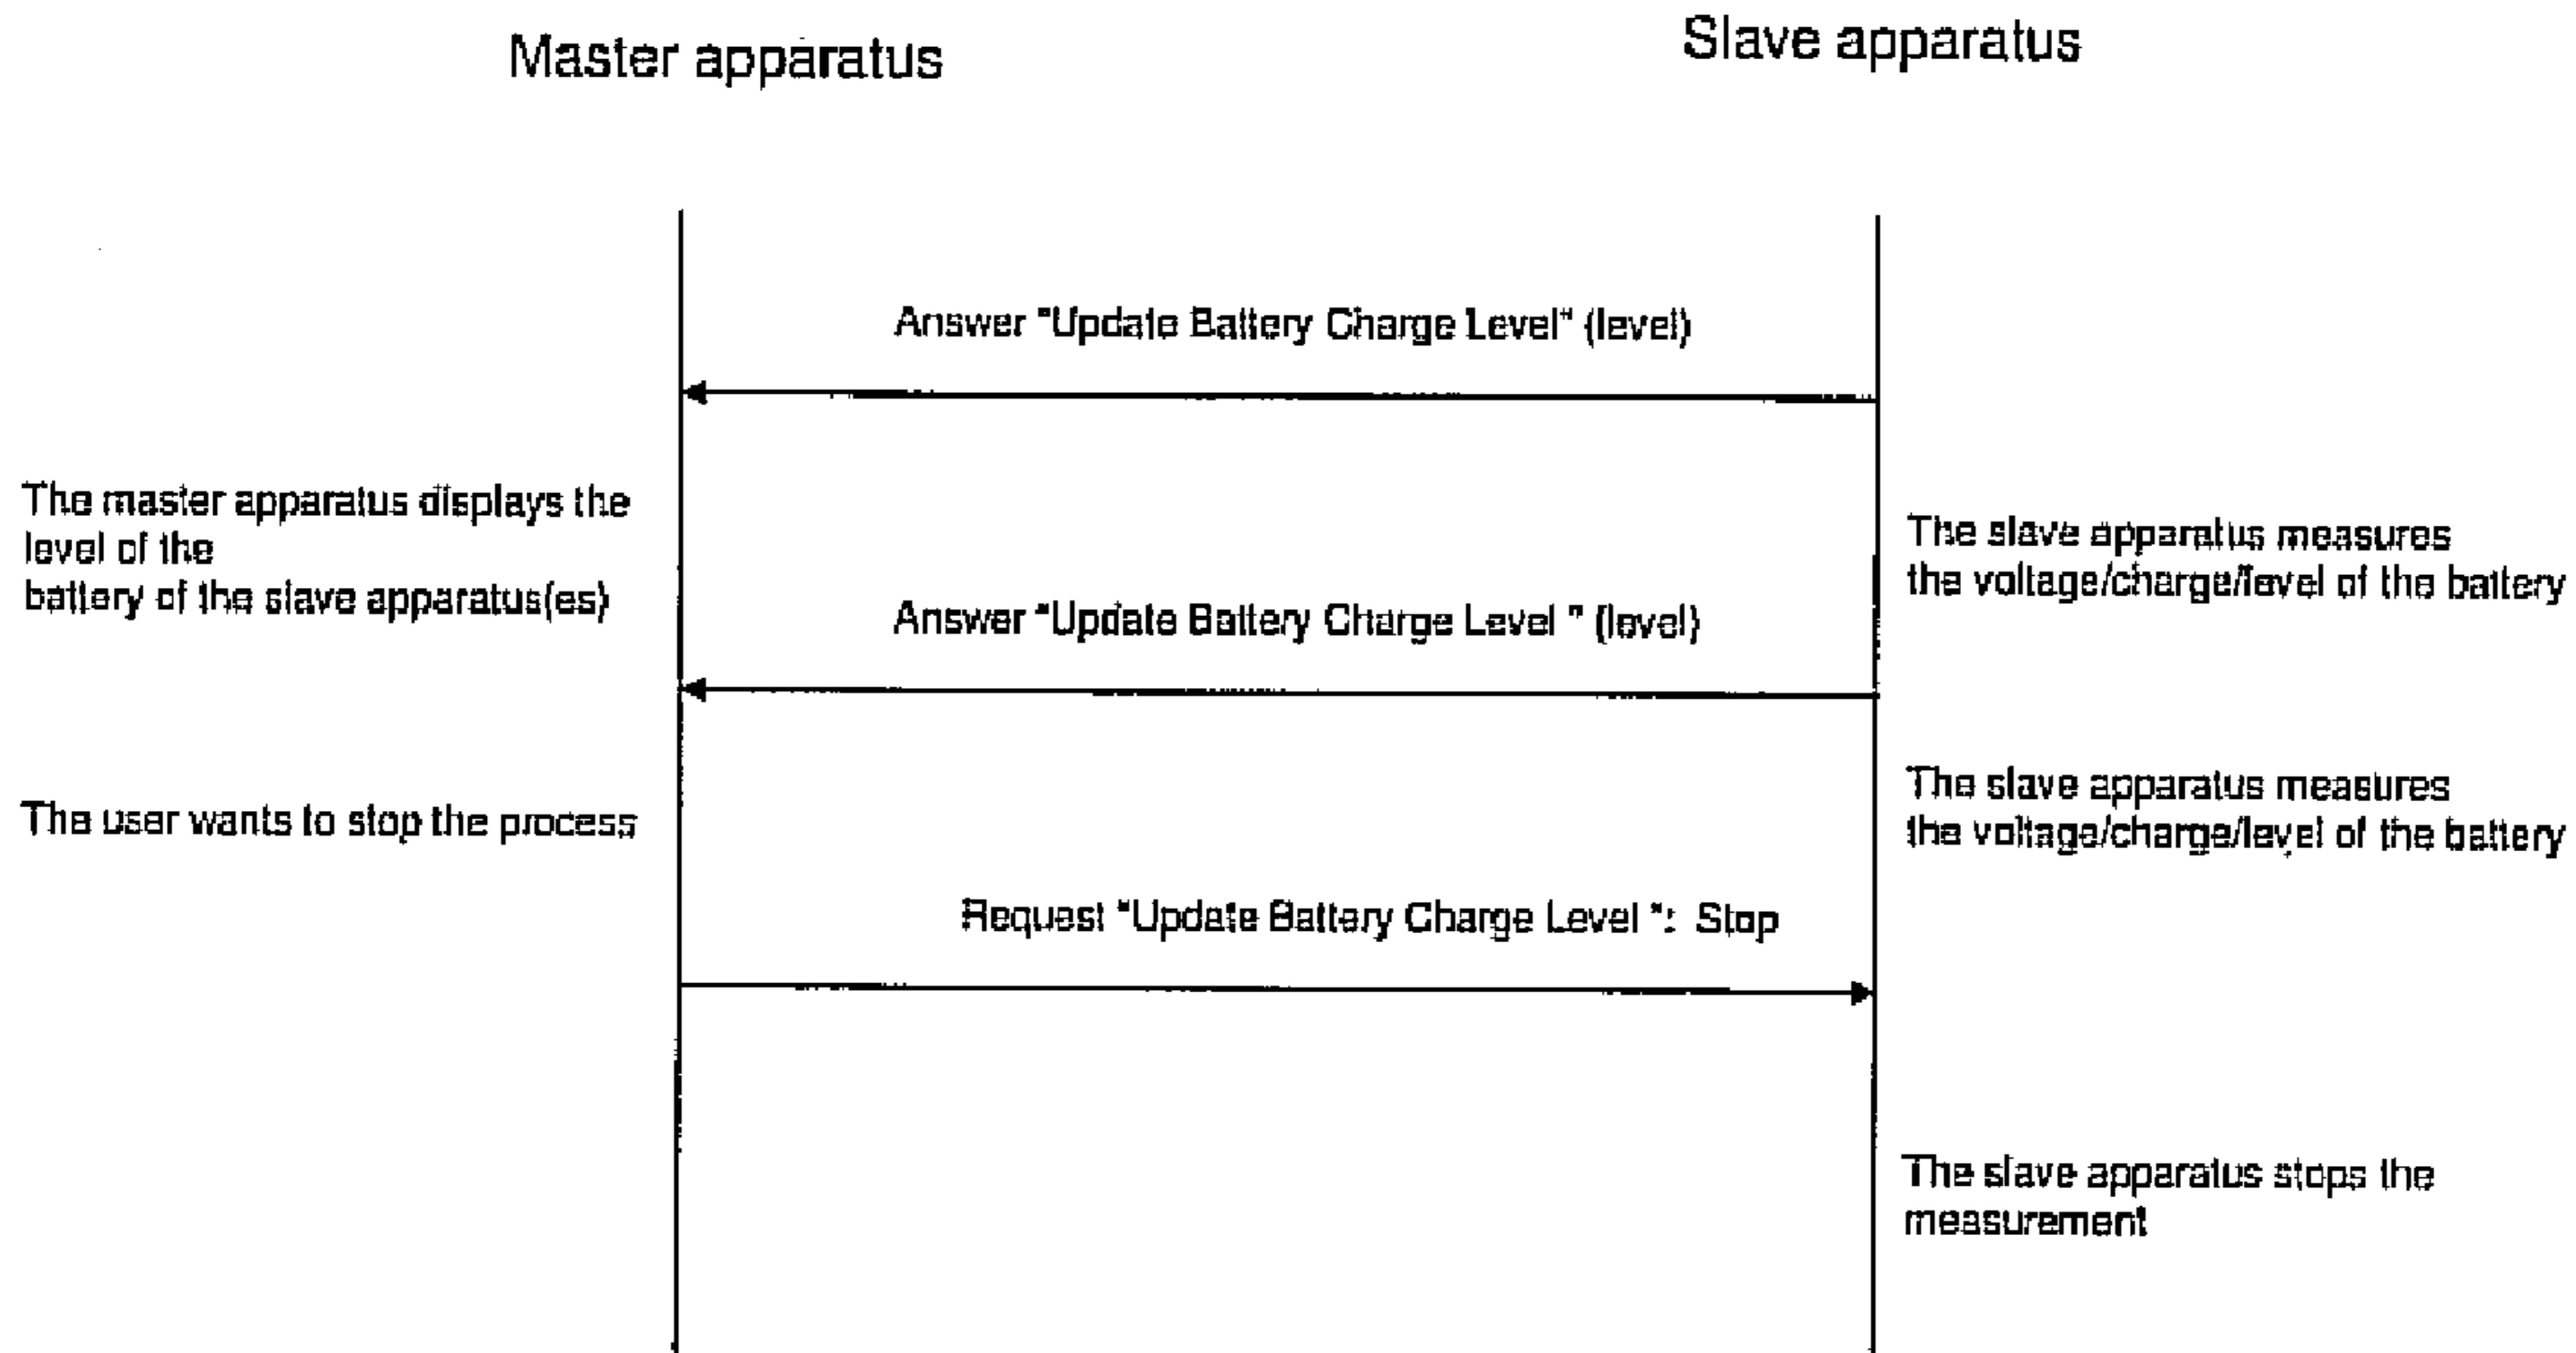 Master apparatus
Slave apparatus
Answer "Update Battery Charge Level" (level)
The master apparatus displays the
level of the
battery of the slave apparatus(es)
The slave apparatus measures
the voltage/charge/level of the battery
Answer "Update Battery Charge Level " (level)
The user wants to stop the process
The slave apparatus measures
the voltage/charge/level of the battery
Request "Update Battery Charge Level ": Stop
The slave apparatus stops the
measurement